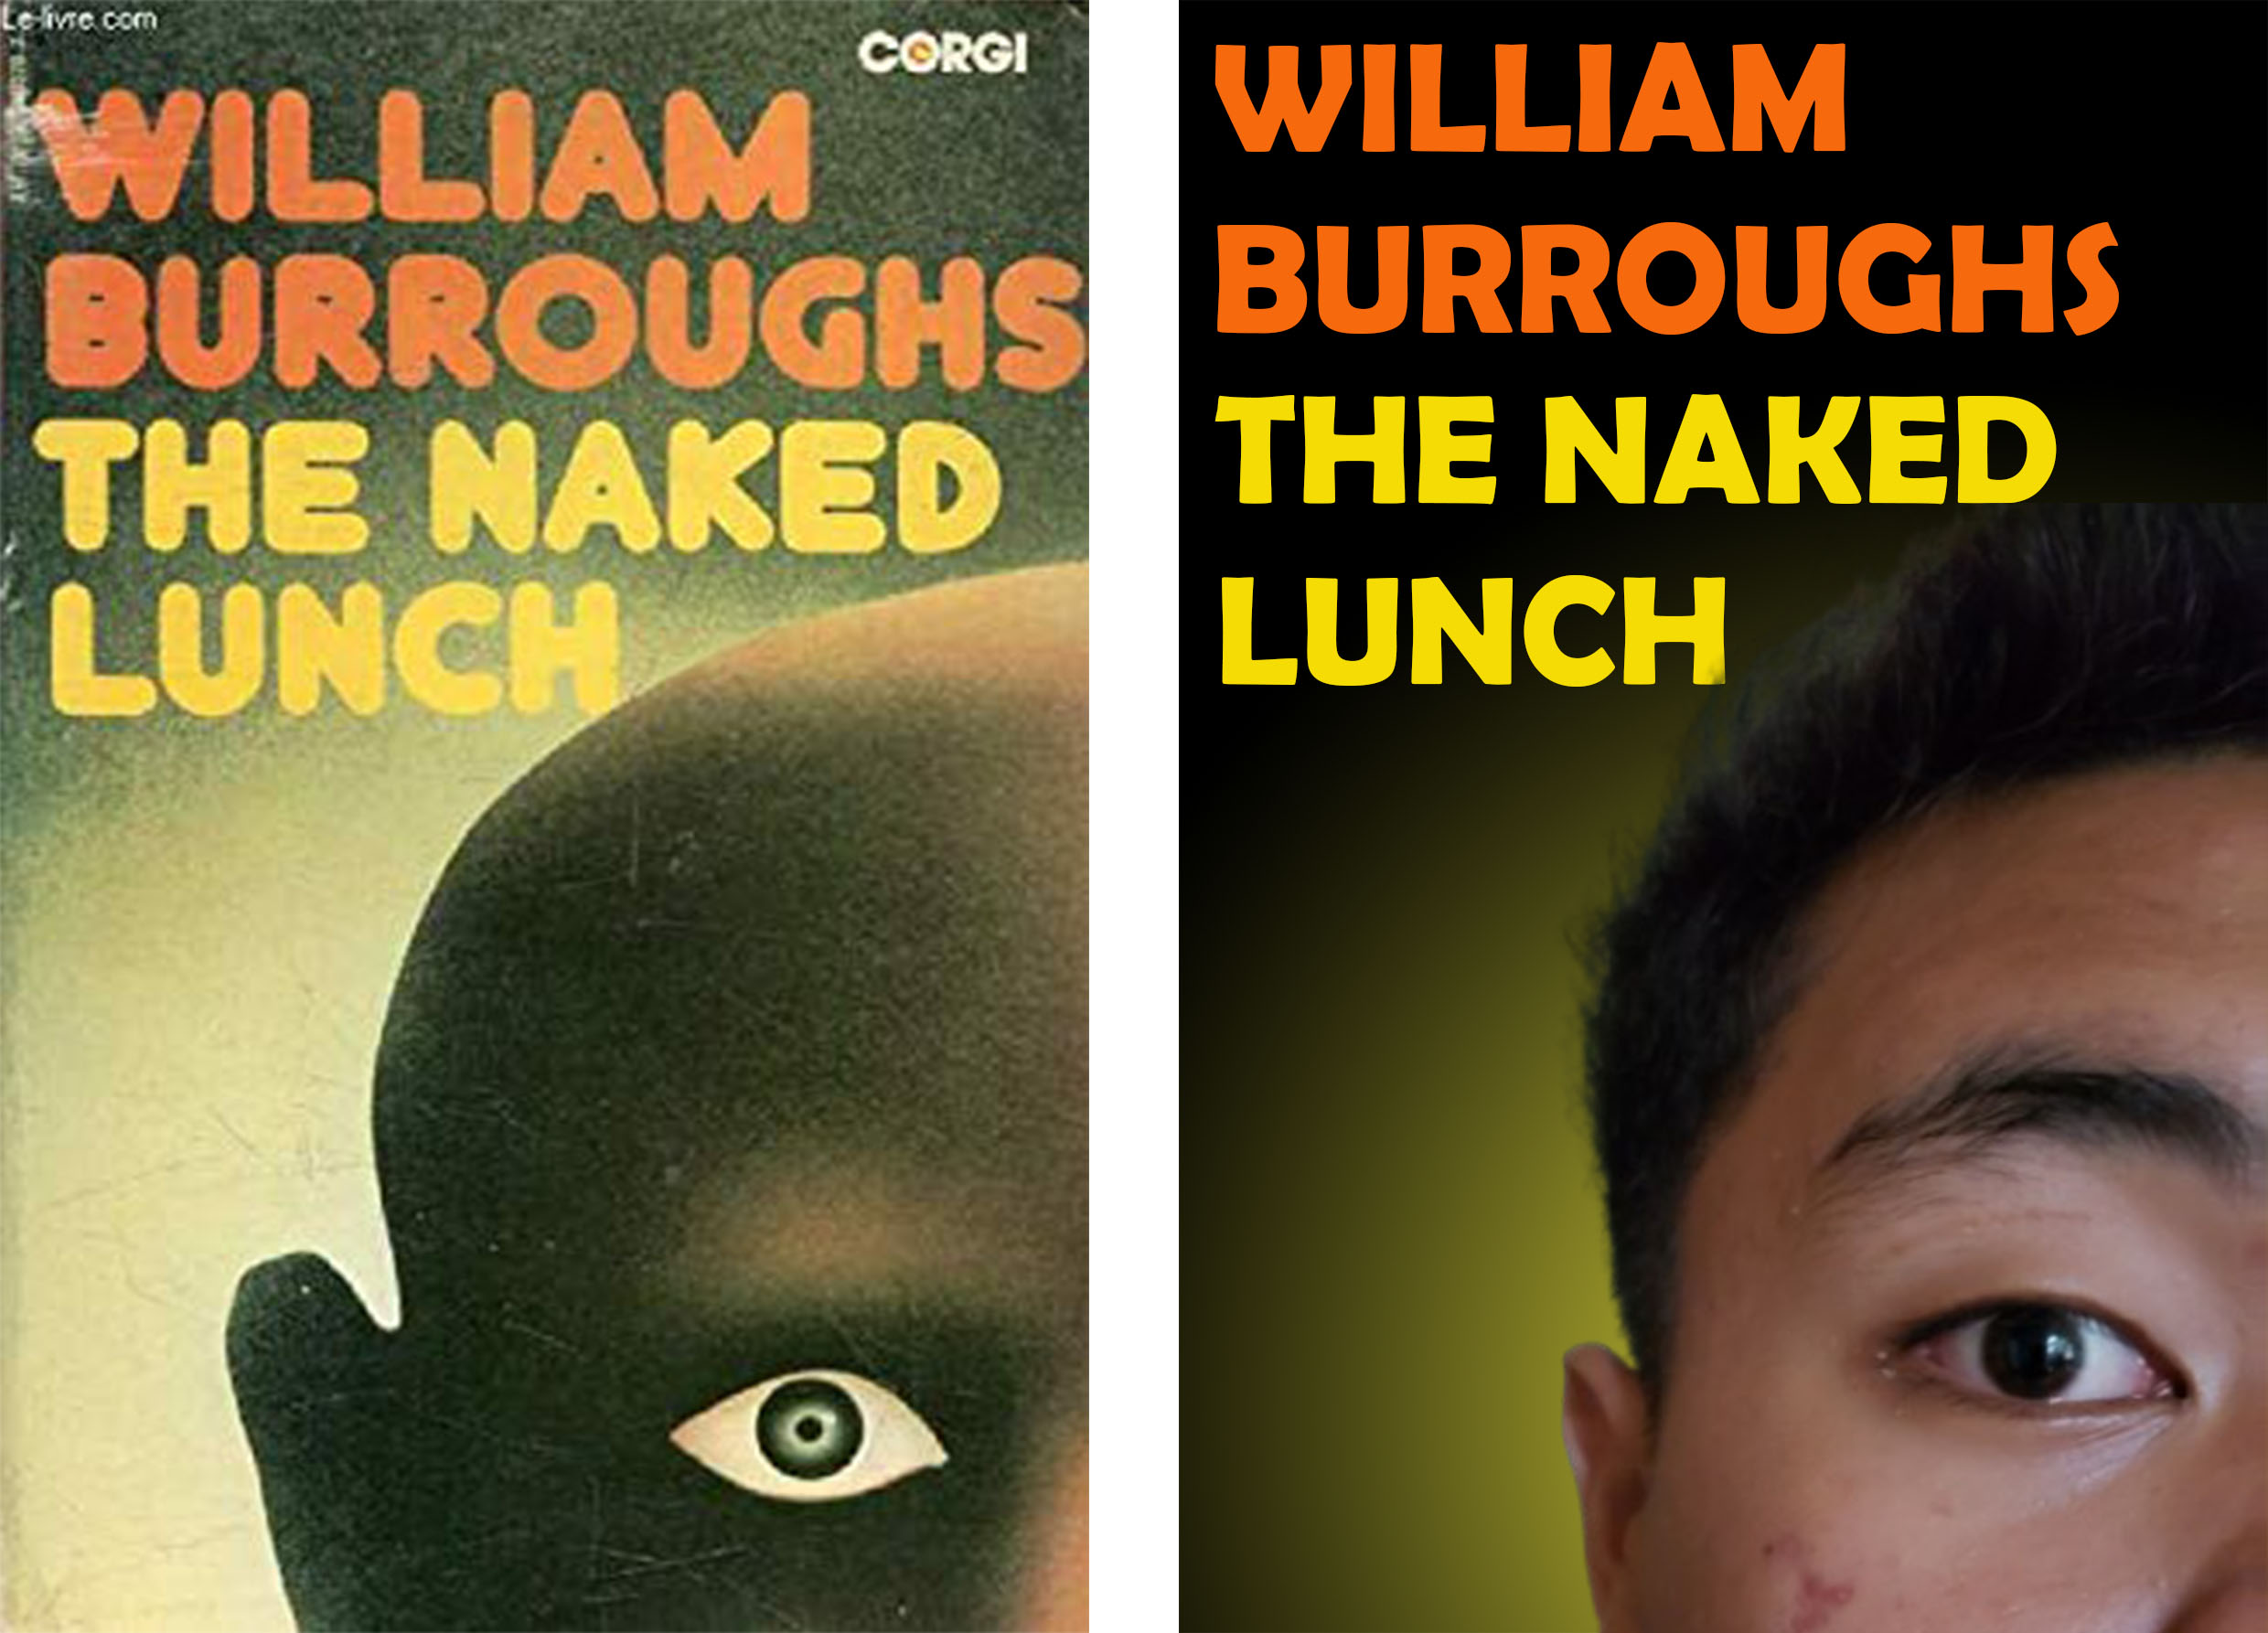 Le-livre.com
CORGI
WILLIAM
BURROUGHS
THE NAKED
LUNCH
WILLIAM
BURROUGHS
THE NAKED
LUNCH